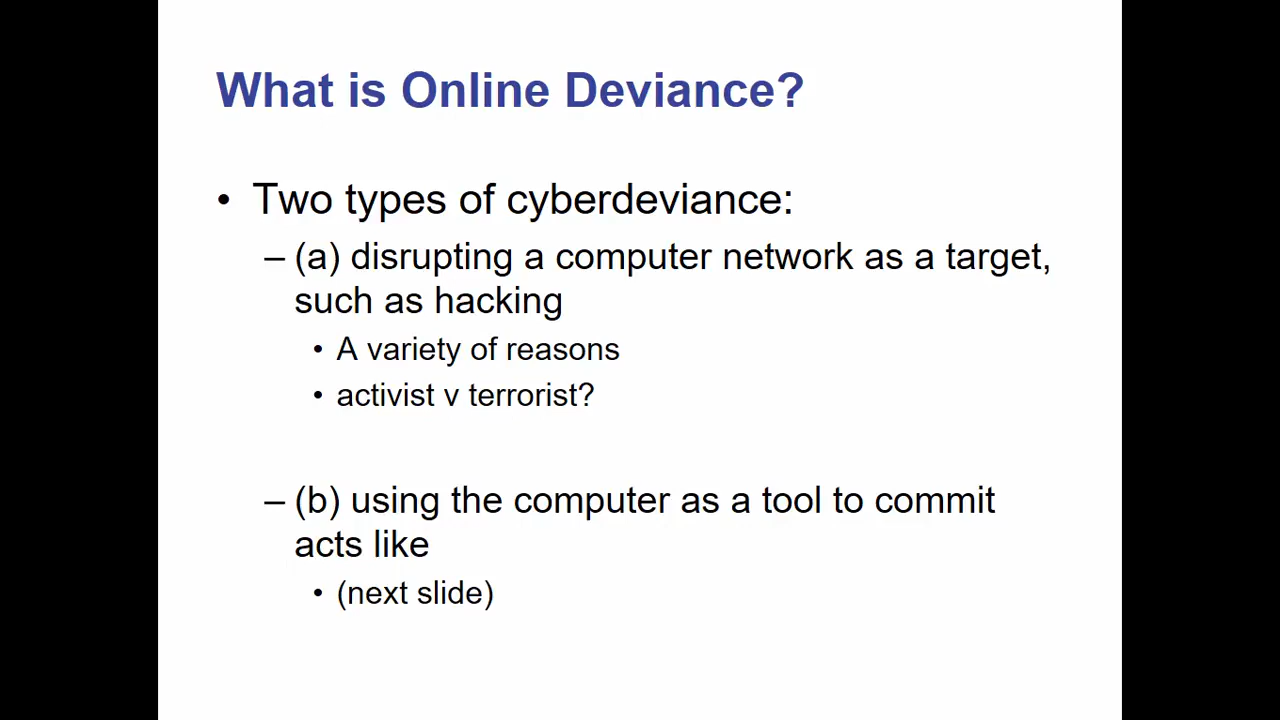 What is Online Deviance?
• Two types of cyberdeviance:
– (a) disrupting a computer network as a target,
such as hacking
• A variety of reasons
• activist v terrorist?
– (b) using the computer as a tool to commit
acts like
• (next slide)